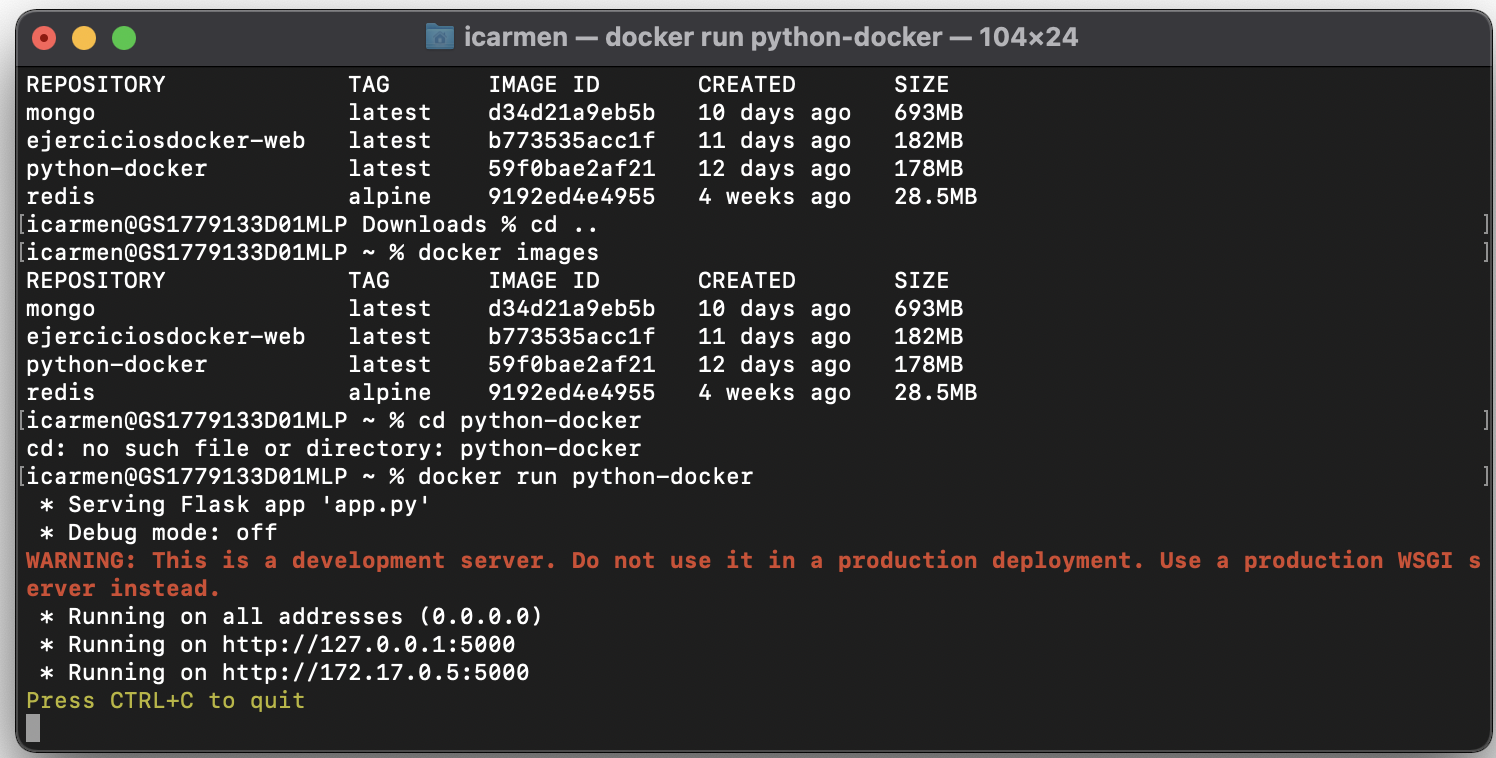 icarmen — docker run python-docker — 104×24
REPOSITORY TAG IMAGE ID CREATED SIZE
mongo latest d34d21a9eb5b 10 days ago 693MB
ejerciciosdocker-web latest b773535acc1f 11 days ago 182MB
python-docker latest 59f0bae2af21 12 days ago 178MB
redis alpine 9192ed4e4955 4 weeks ago 28.5MB
[icarmen@GS1779133D01MLP Downloads % cd .. ]
[icarmen@GS1779133D01MLP ~ % docker images ]
REPOSITORY TAG IMAGE ID CREATED SIZE
mongo latest d34d21a9eb5b 10 days ago 693MB
ejerciciosdocker-web latest b773535acc1f 11 days ago 182MB
python-docker latest 59f0bae2af21 12 days ago 178MB
redis alpine 9192ed4e4955 4 weeks ago 28.5MB
[icarmen@GS1779133D01MLP ~ % cd python-docker ]
cd: no such file or directory: python-docker
[icarmen@GS1779133D01MLP ~ % docker run python-docker ]
* Serving Flask app 'app.py'
* Debug mode: off
WARNING: This is a development server. Do not use it in a production deployment. Use a production WSGI s
erver instead.
* Running on all addresses (0.0.0.0)
* Running on http://127.0.0.1:5000
* Running on http://172.17.0.5:5000
Press CTRL+C to quit